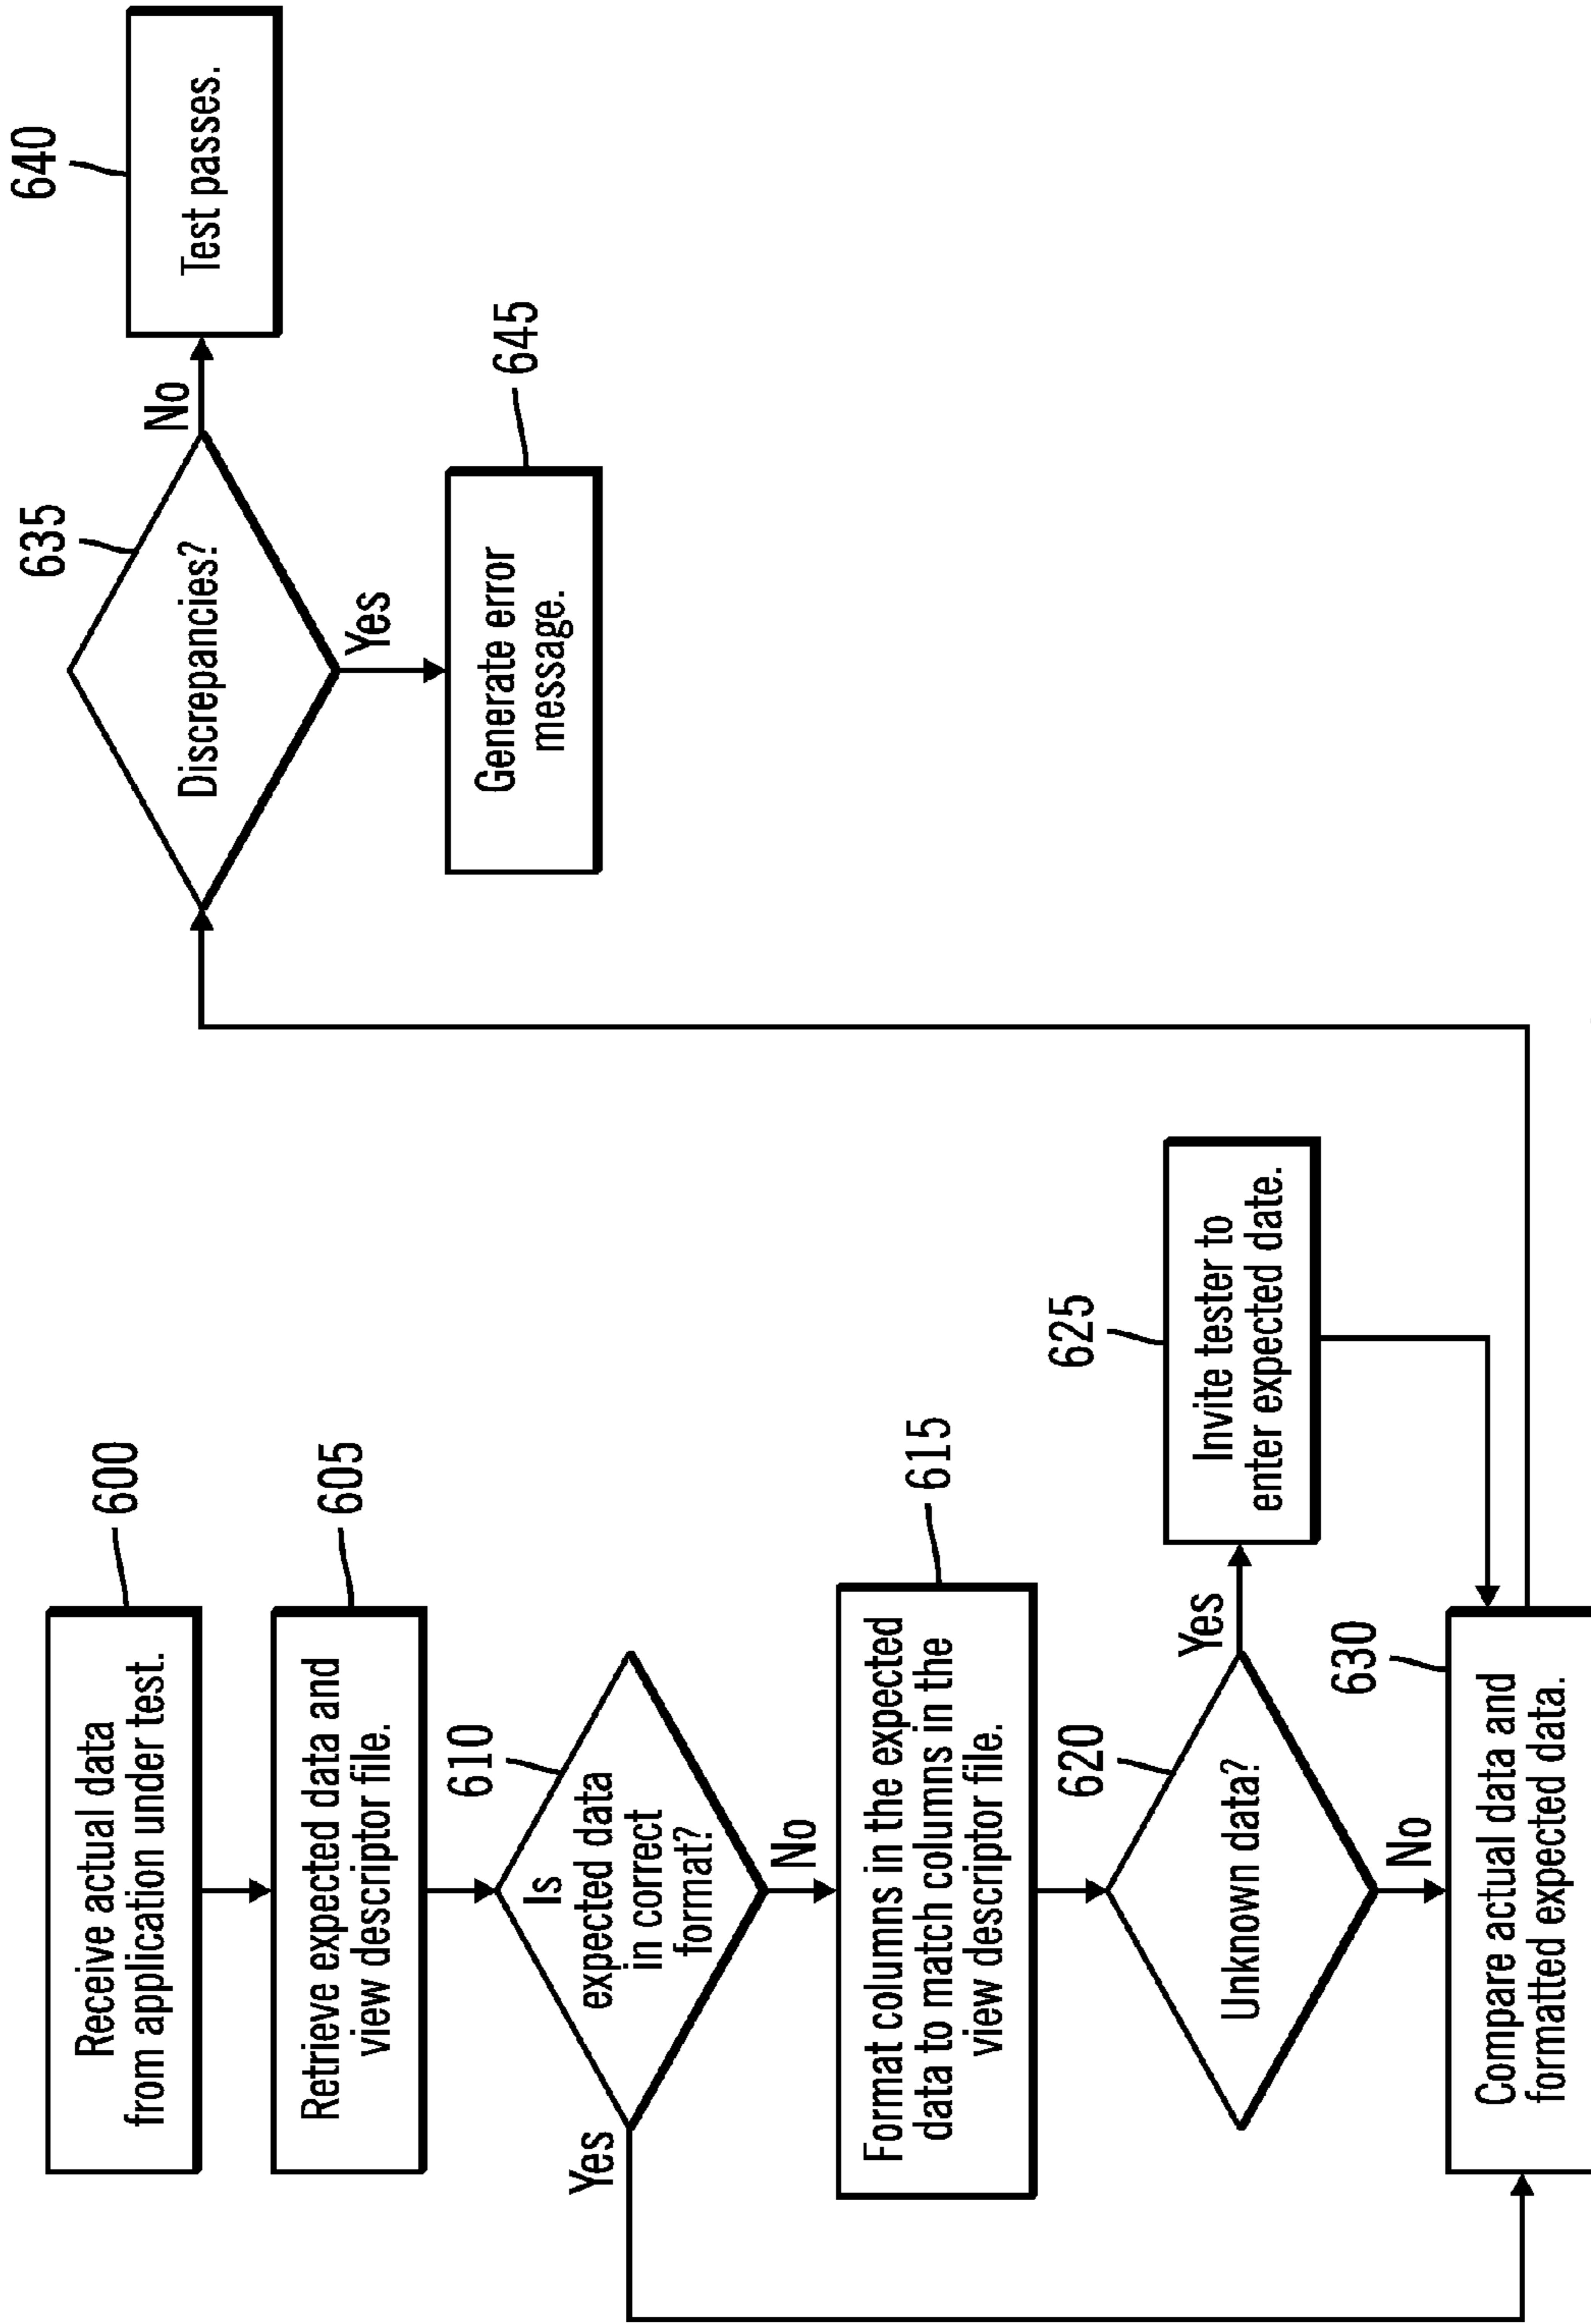 600
Receive actual data
from application under test.
605
Retrieve expected data and
view descriptor file.
610
Is
expected data
in correct
format?
Yes
No
615
Format columns in the expected
data to match columns in the
view descriptor file.
620
Unknown data?
Yes
No
625
Invite tester to
enter expected date.
630
Compare actual data and
formatted expected data.
635
Discrepancies?
No
Yes
640
Test passes.
645
Generate error
message.